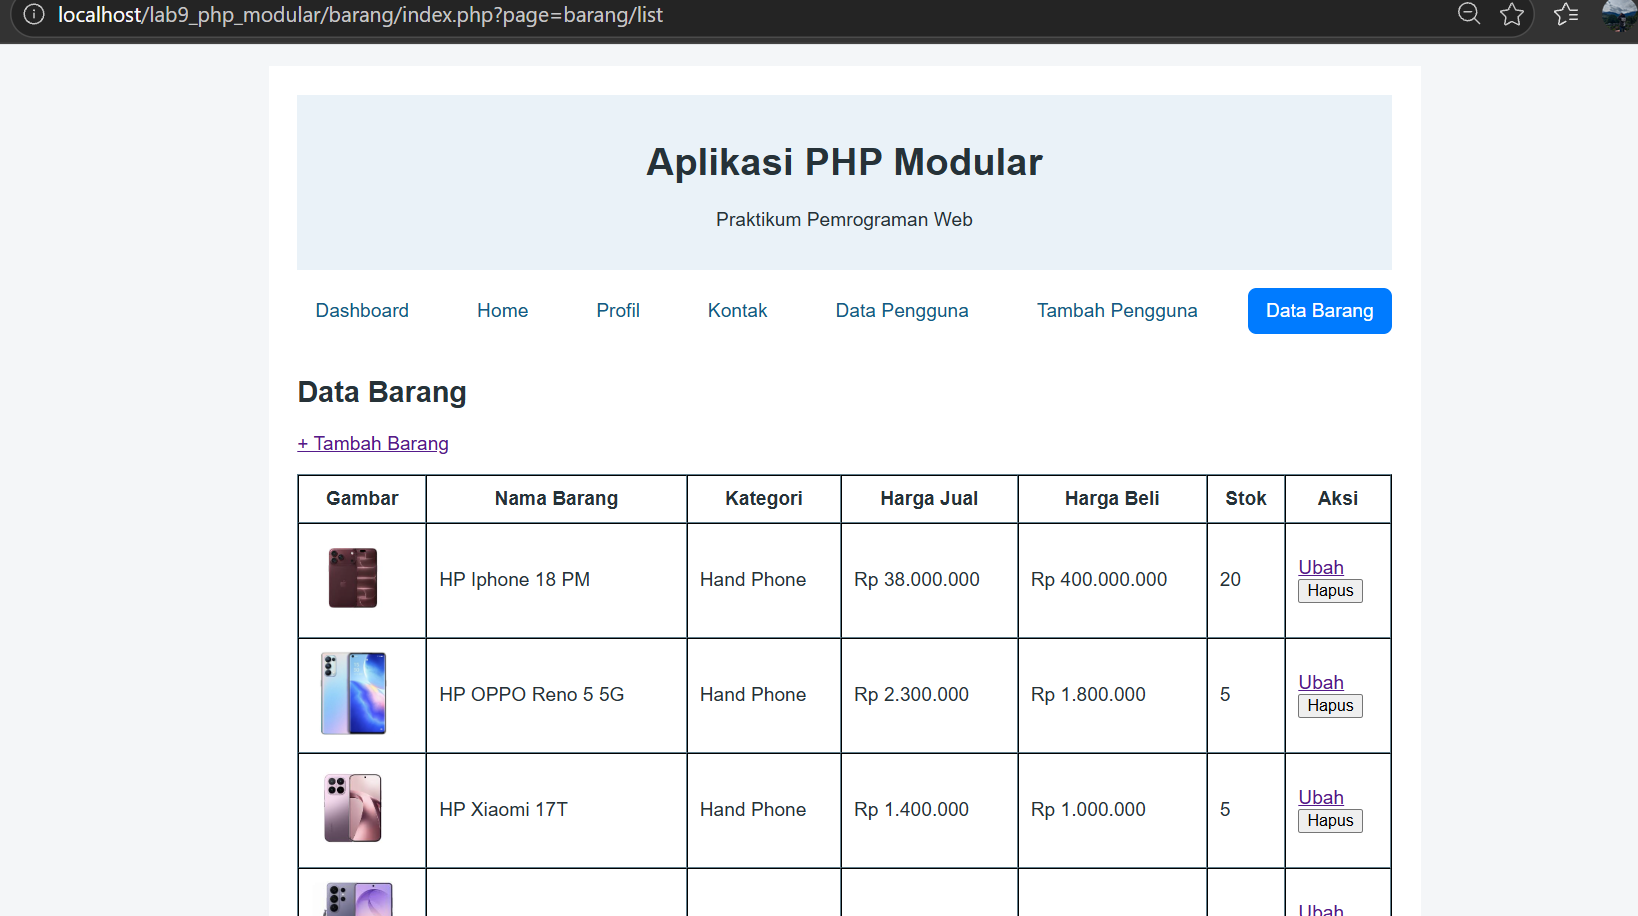 localhost/lab9_php_modular/barang/index.php?page=barang/list
Aplikasi PHP Modular
Praktikum Pemrograman Web
Dashboard Home Profil Kontak Data Pengguna Tambah Pengguna Data Barang
Data Barang
+ Tambah Barang
Gambar Nama Barang Kategori Harga Jual Harga Beli Stok Aksi
HP Iphone 18 PM Hand Phone Rp 38.000.000 Rp 400.000.000 20 Ubah
Hapus
HP OPPO Reno 5 5G Hand Phone Rp 2.300.000 Rp 1.800.000 5 Ubah
Hapus
HP Xiaomi 17T Hand Phone Rp 1.400.000 Rp 1.000.000 5 Ubah
Hapus
Ubah